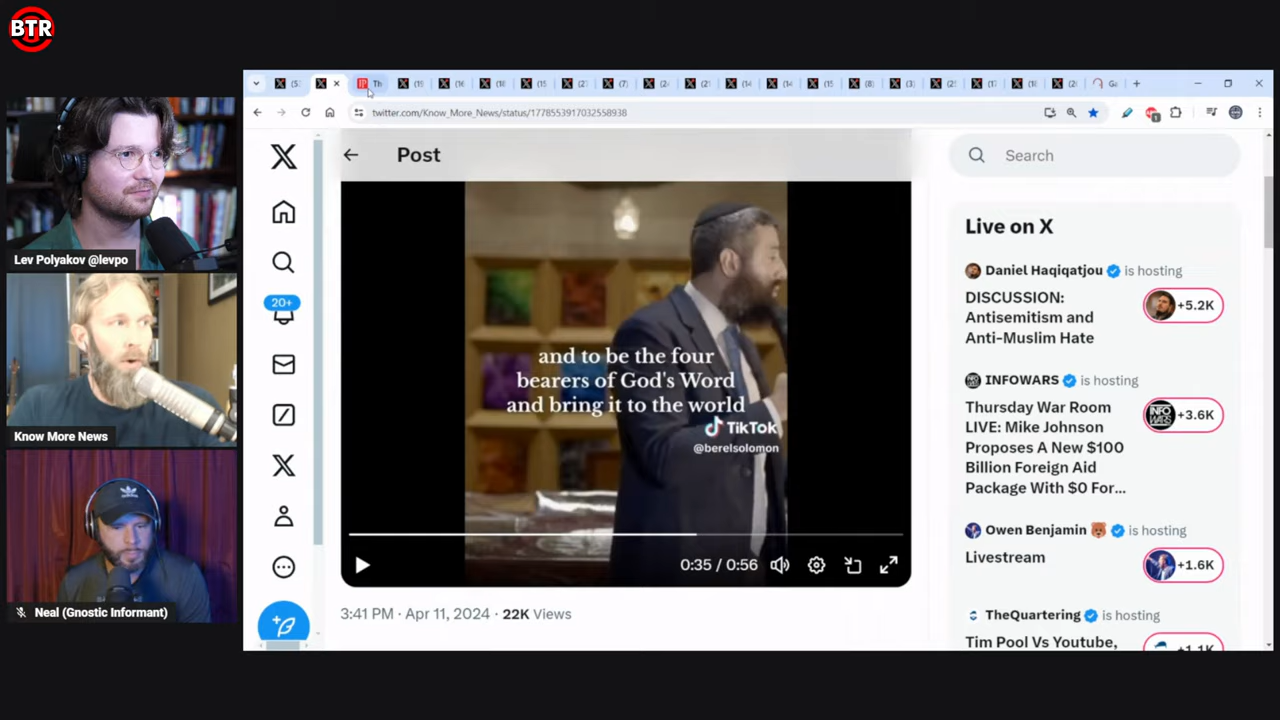 BTR
Lev Polyakov @levpo
Know More News
Neal (Gnostic Informant)
Th
twitter.com/Know_More_News/status/1778553917032558938
20+
Post
and to be the four
bearers of God's Word
and bring it to the world
TikTok
@berelsolomon
0:35 / 0:56
3:41 PM · Apr 11, 2024 · 22K Views
Search
Live on X
Daniel Haqiqatjou is hosting
DISCUSSION:
Antisemitism and
Anti-Muslim Hate
+5.2K
INFOWARS is hosting
Thursday War Room
LIVE: Mike Johnson
Proposes A New $100
Billion Foreign Aid
Package With $0 For...
+3.6K
Owen Benjamin 🐻 is hosting
Livestream
+1.6K
TheQuartering is hosting
Tim Pool Vs Youtube,
+1.1K